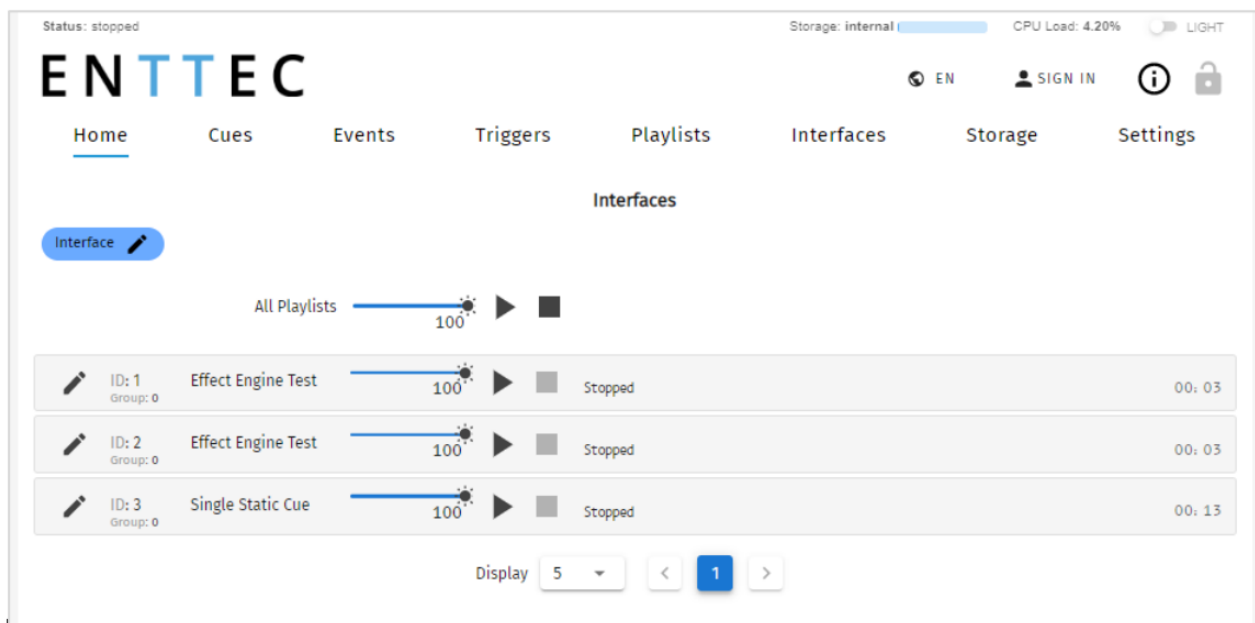 Status: stopped Storage: internal CPU Load: 4.20% LIGHT
ENTTEC
EN SIGN IN
Home Cues Events Triggers Playlists Interfaces Storage Settings
Interfaces
Interface
All Playlists 100
ID: 1 Effect Engine Test 100 Stopped 00: 03
Group: 0
ID: 2 Effect Engine Test 100 Stopped 00: 03
Group: 0
ID: 3 Single Static Cue 100 Stopped 00: 13
Group: 0
Display 5 < 1 >